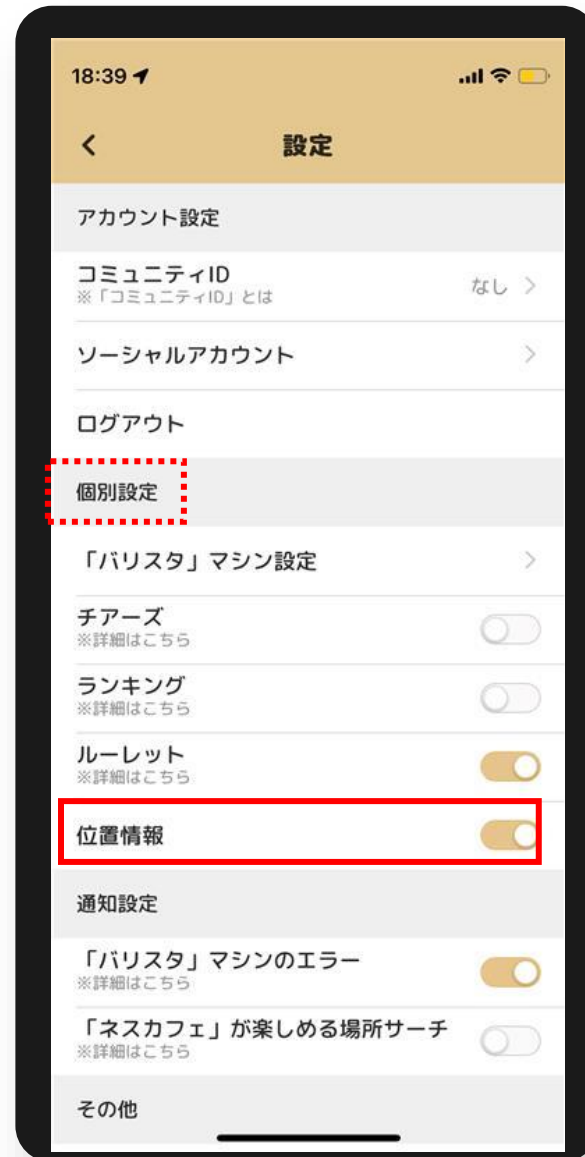 18:39
設定
アカウント設定
コミュニティID
※「コミュニティID」とは
なし
ソーシャルアカウント
ログアウト
個別設定
「バリスタ」マシン設定
チアーズ
※詳細はこちら
ランキング
※詳細はこちら
ルーレット
※詳細はこちら
位置情報
通知設定
「バリスタ」マシンのエラー
※詳細はこちら
「ネスカフェ」が楽しめる場所サーチ
※詳細はこちら
その他